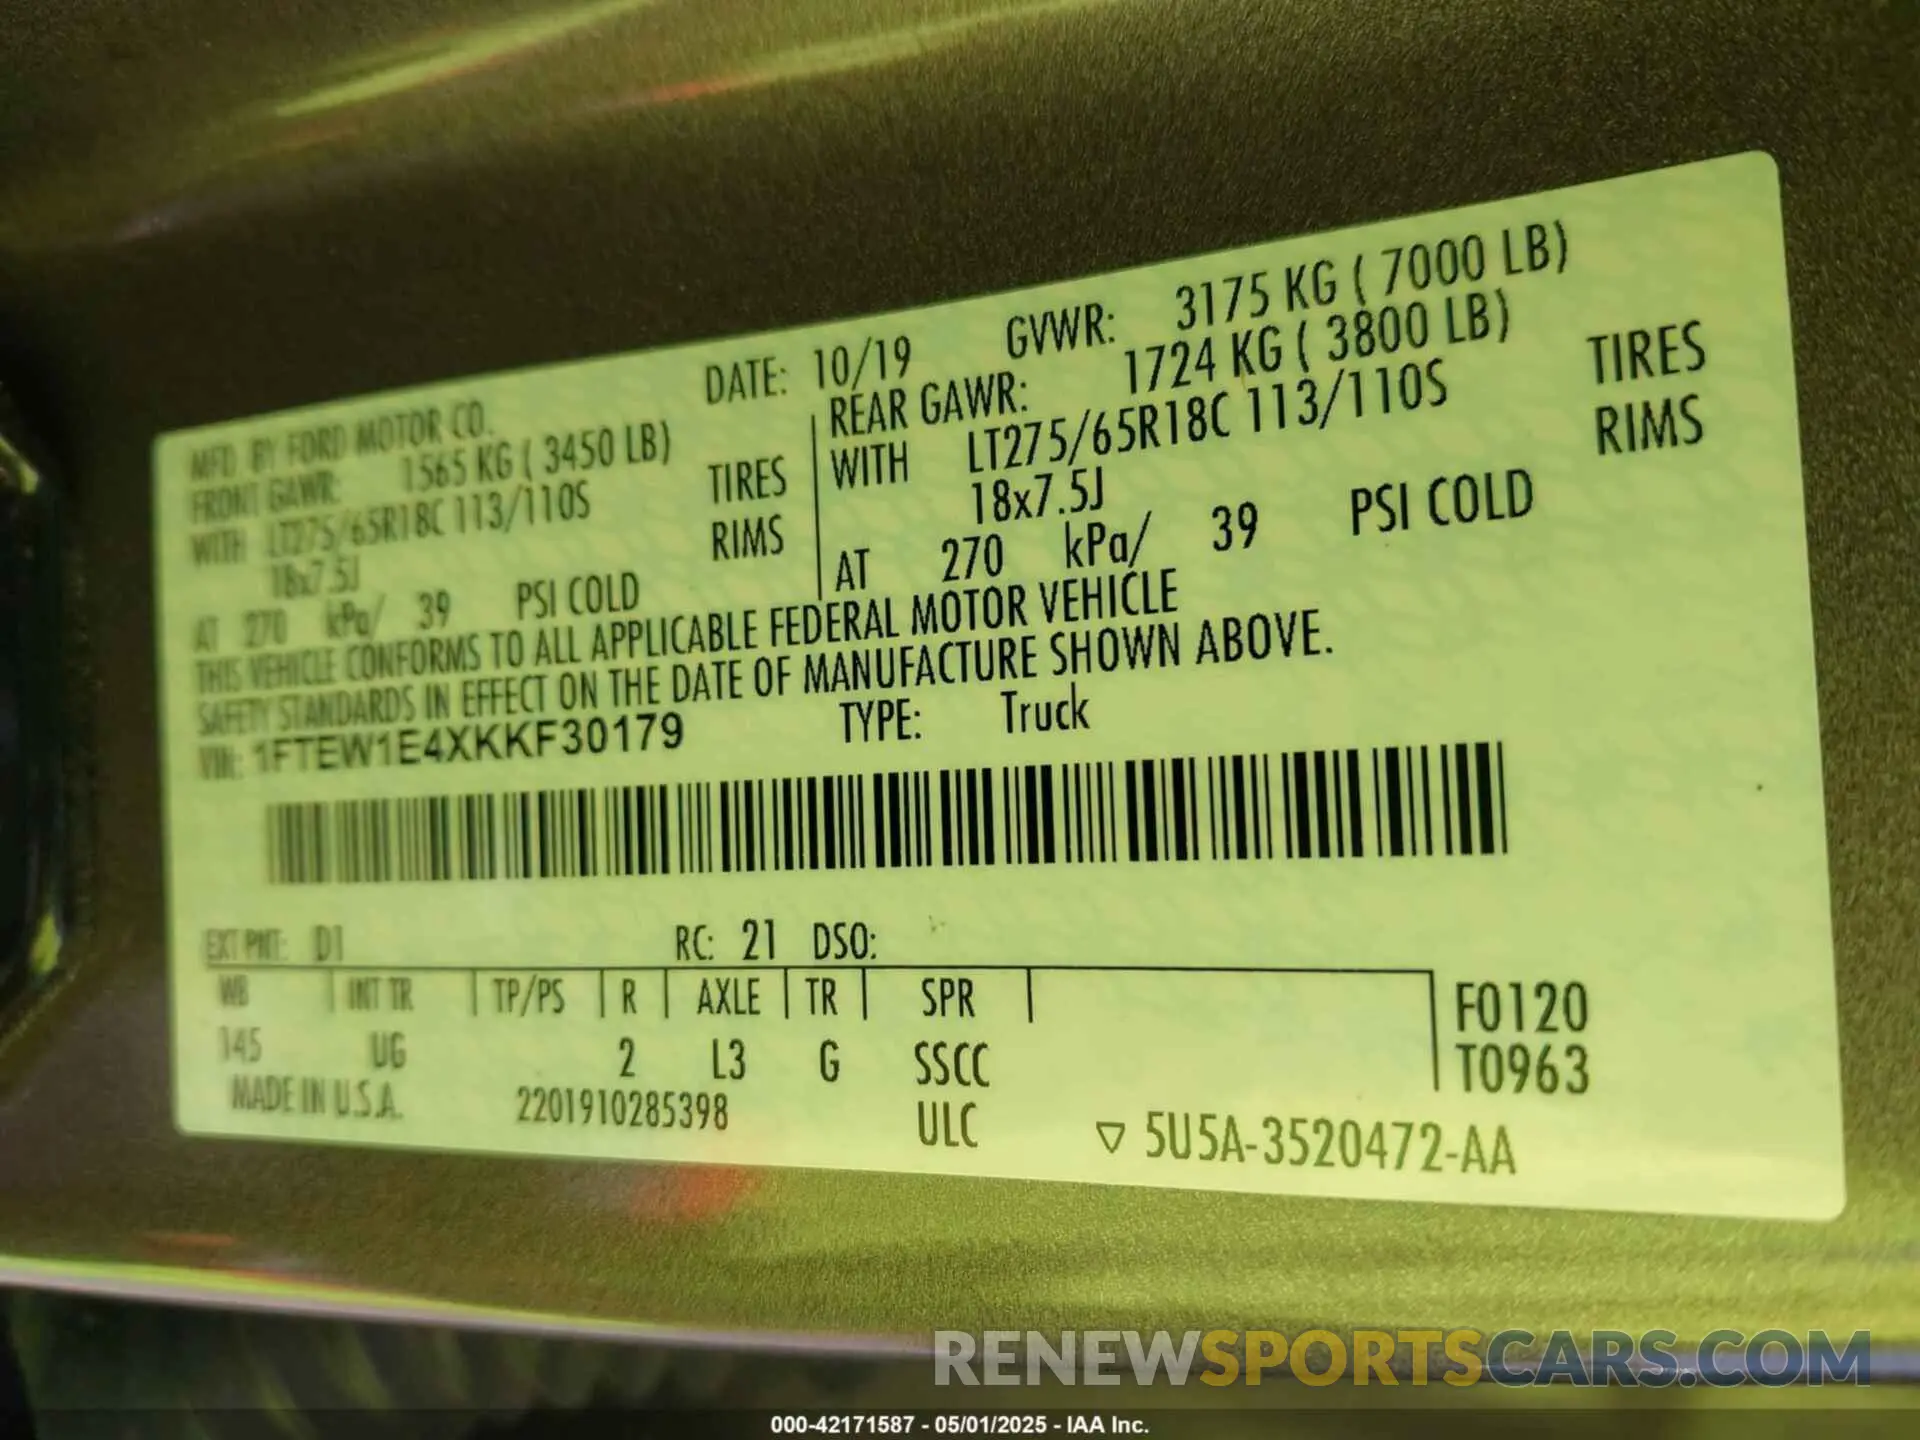 MFD. BY FORD MOTOR CO.
DATE: 10/19
GVWR: 3175 KG ( 7000 LB)
FRONT GAWR: 1565 KG ( 3450 LB)
WITH LT275/65R18C 113/110S TIRES
18x7.5J RIMS
AT 270 kPa/ 39 PSI COLD
REAR GAWR: 1724 KG ( 3800 LB)
WITH LT275/65R18C 113/110S TIRES
18x7.5J RIMS
AT 270 kPa/ 39 PSI COLD
THIS VEHICLE CONFORMS TO ALL APPLICABLE FEDERAL MOTOR VEHICLE
SAFETY STANDARDS IN EFFECT ON THE DATE OF MANUFACTURE SHOWN ABOVE.
VIN: 1FTEW1E4XKKF30179 TYPE: Truck
EXT PNT: D1 RC: 21 DSO:
WB INT TR TP/PS R AXLE TR SPR F0120
145 UG 2 L3 G SSCC T0963
MADE IN U.S.A. 2201910285398 ULC ▽ 5U5A-3520472-AA
RENEWSPORTSCARS.COM
000-42171587 - 05/01/2025 - IAA Inc.